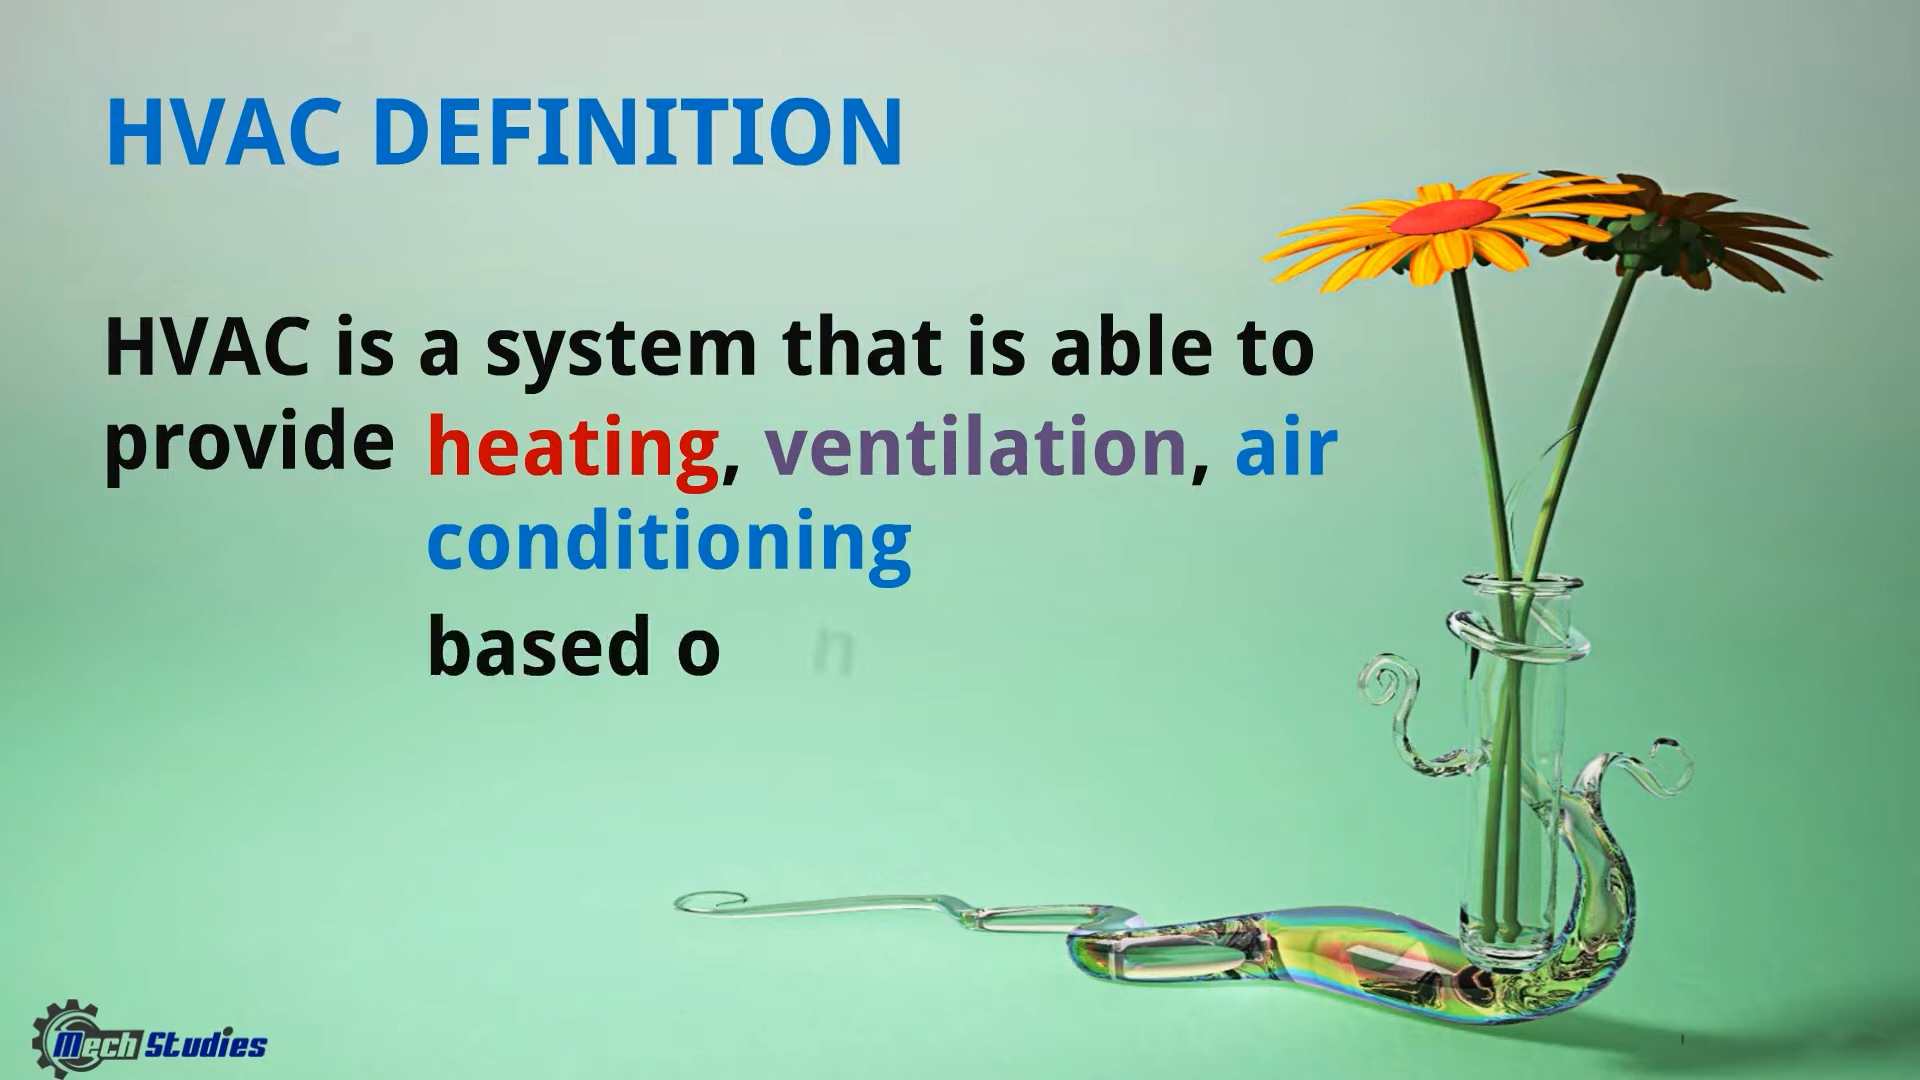 HVAC DEFINITION
HVAC is a system that is able to
provide heating, ventilation, air
conditioning
based o n
Mech Studies